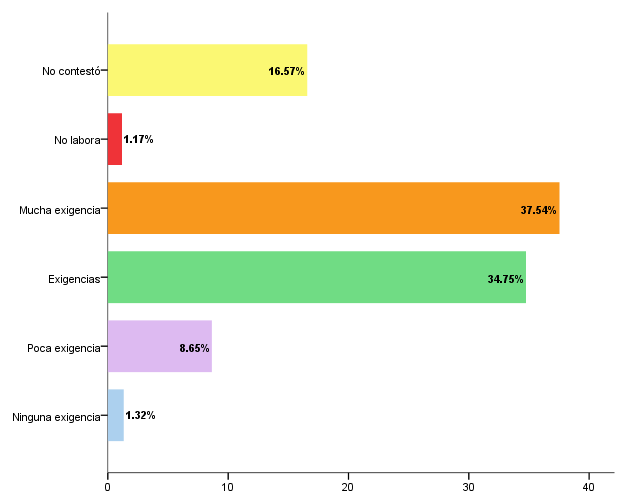 No contestó
16.57%
No labora
1.17%
Mucha exigencia
37.54%
Exigencias
34.75%
Poca exigencia
8.65%
Ninguna exigencia
1.32%
0 10 20 30 40